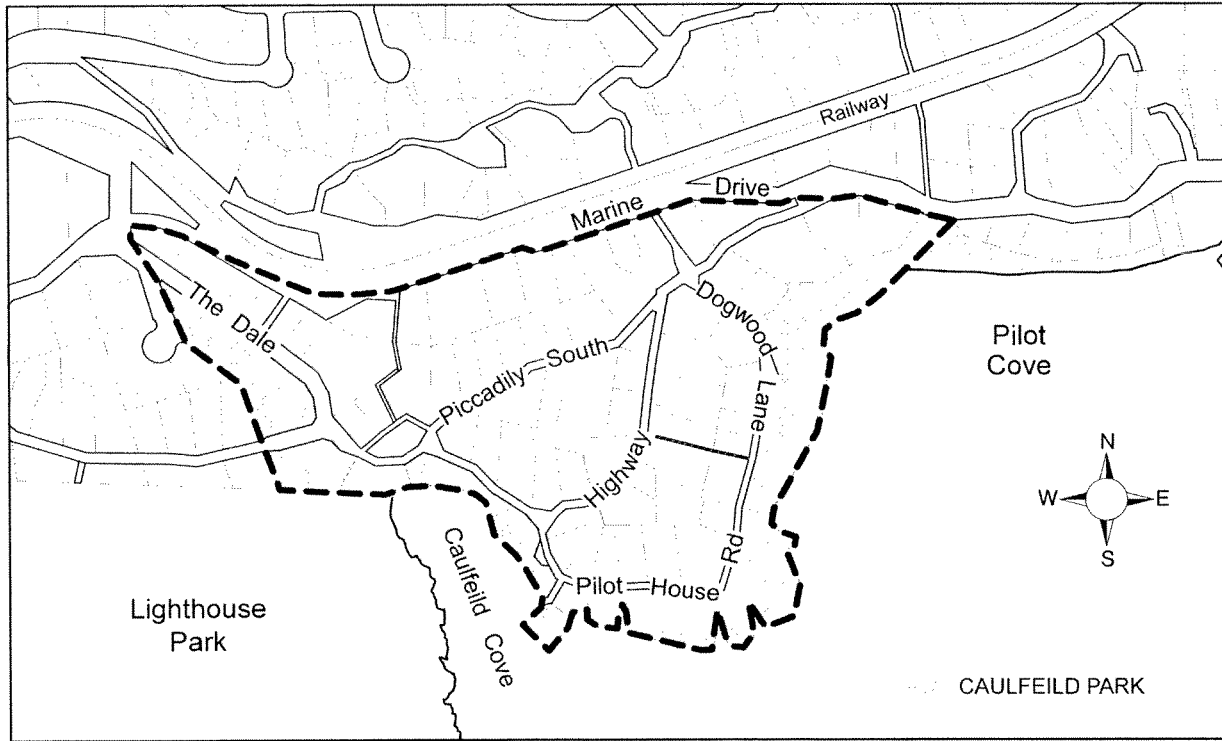 Railway
Drive
Marine
The Dale
Dogwood
Lane
Piccadily South
Pilot
Cove
Highway
N
W E
S
Rd
Caulfeild Cove
Pilot House
Lighthouse
Park
CAULFEILD PARK